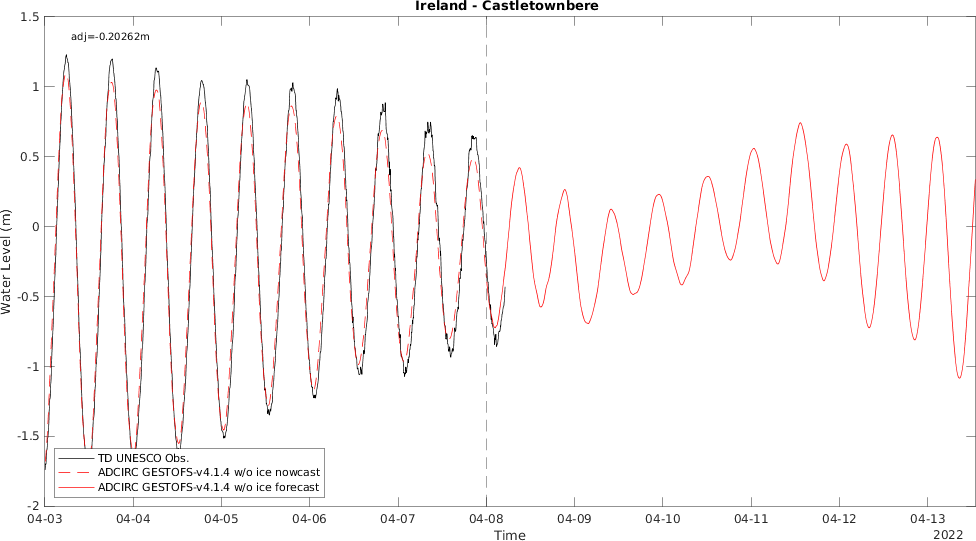 Ireland - Castletownbere
adj=-0.20262m
1.5
1
0.5
0
-0.5
-1
-1.5
-2
Water Level (m)
TD UNESCO Obs.
ADCIRC GESTOFS-v4.1.4 w/o ice nowcast
ADCIRC GESTOFS-v4.1.4 w/o ice forecast
04-03 04-04 04-05 04-06 04-07 04-08 04-09 04-10 04-11 04-12 04-13
Time
2022